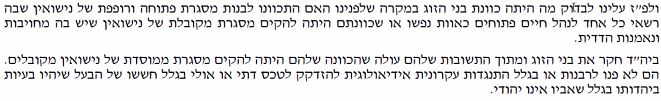 ולפ"ז עלינו לבדוק מה היתה כוונת בני הזוג במקרה שלפנינו האם התכוונו לבנות מסגרת פתוחה ורופפת של נישואין שבה
רשאי כל אחד לנהל חיים פתוחים כאוות נפשו או שכוונתם היתה להקים מסגרת מקובלת של נישואין שיש בה מחויבות
ונאמנות הדדית.
ביה"ד חקר את בני הזוג ומתוך התשובות שלהם עולה שהכוונה שלהם היתה להקים מסגרת ממוסדת של נישואין מקובלים.
הם לא פנו לרבנות או בגלל התנגדות עקרונית אידיאולוגית להזדקק לטכס דתי או אולי בגלל חששו של הבעל שיהיו בעיות
ביהדותו בגלל שאביו אינו יהודי.